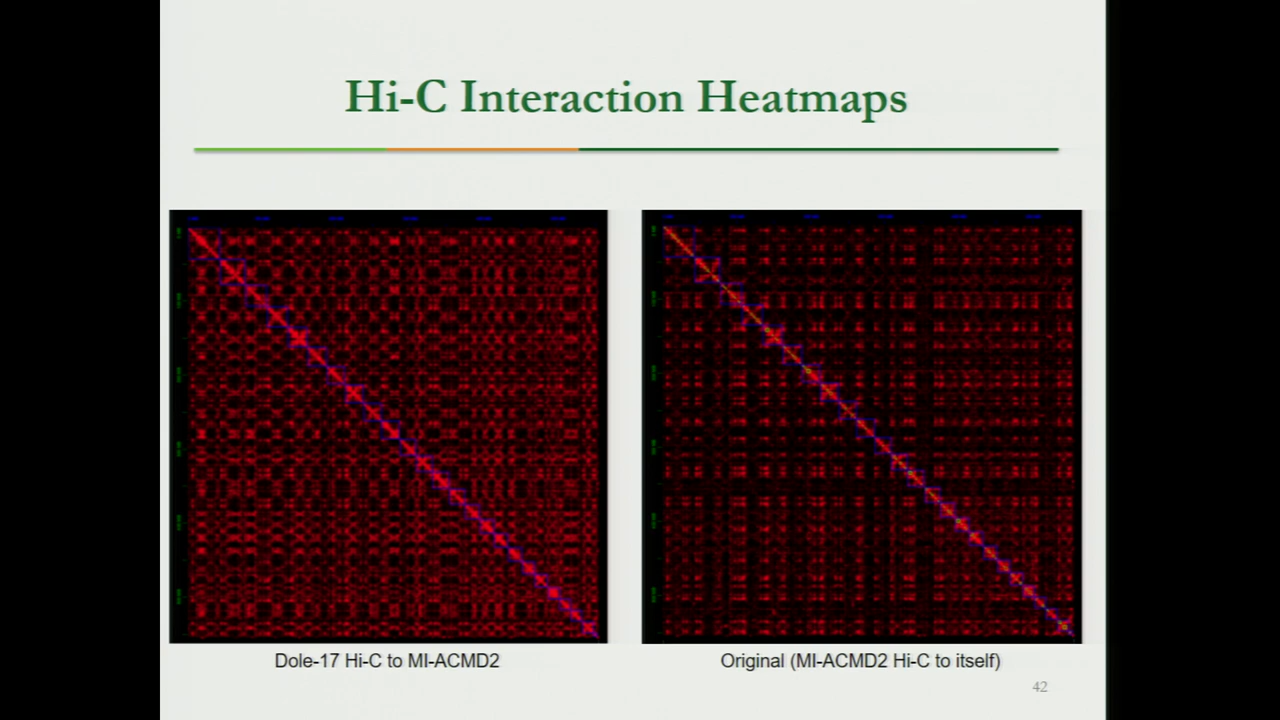 Hi-C Interaction Heatmaps
Dole-17 Hi-C to MI-ACMD2
Original (MI-ACMD2 Hi-C to itself)
42